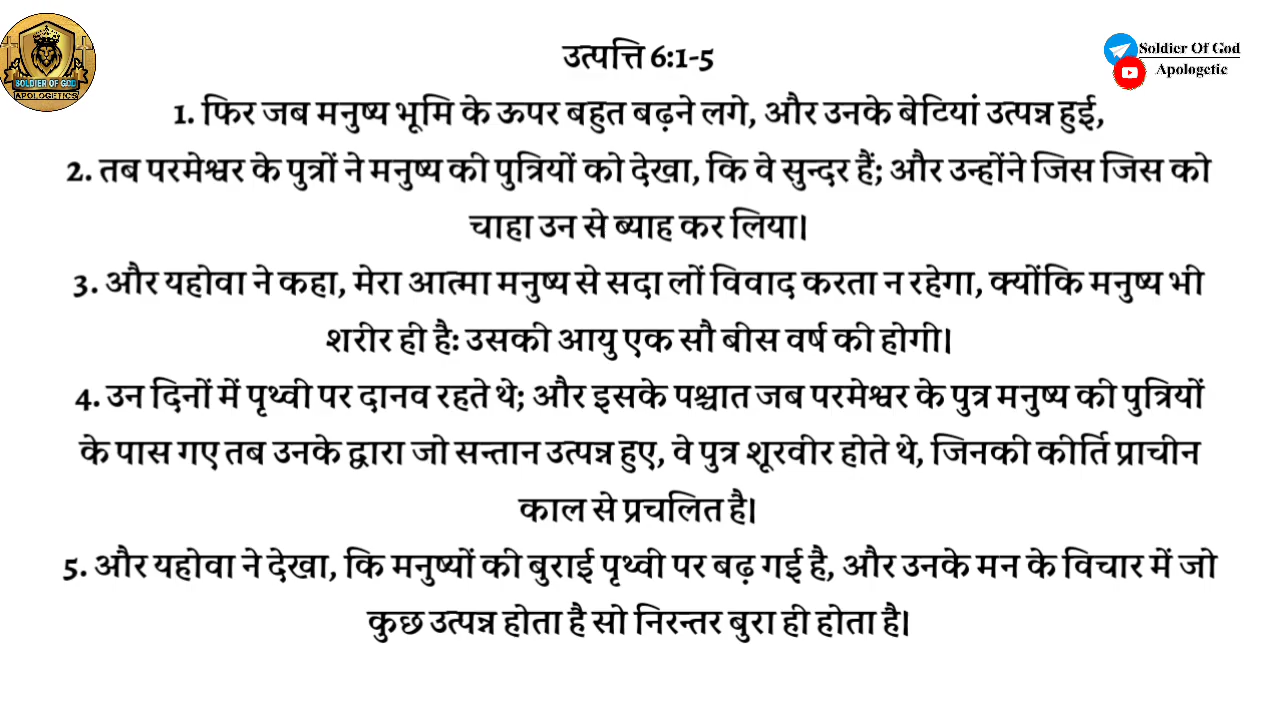 SOLDIER OF GOD
APOLOGETICS
Soldier Of God
Apologetic
उत्पत्ति 6:1-5
1. फिर जब मनुष्य भूमि के ऊपर बहुत बढ़ने लगे, और उनके बेटियां उत्पन्न हुई,
2. तब परमेश्वर के पुत्रों ने मनुष्य की पुत्रियों को देखा, कि वे सुन्दर हैं; और उन्होंने जिस जिस को
चाहा उन से ब्याह कर लिया।
3. और यहोवा ने कहा, मेरा आत्मा मनुष्य से सदा लों विवाद करता न रहेगा, क्योंकि मनुष्य भी
शरीर ही है: उसकी आयु एक सौ बीस वर्ष की होगी।
4. उन दिनों में पृथ्वी पर दानव रहते थे; और इसके पश्चात जब परमेश्वर के पुत्र मनुष्य की पुत्रियों
के पास गए तब उनके द्वारा जो सन्तान उत्पन्न हुए, वे पुत्र शूरवीर होते थे, जिनकी कीर्ति प्राचीन
काल से प्रचलित है।
5. और यहोवा ने देखा, कि मनुष्यों की बुराई पृथ्वी पर बढ़ गई है, और उनके मन के विचार में जो
कुछ उत्पन्न होता है सो निरन्तर बुरा ही होता है।